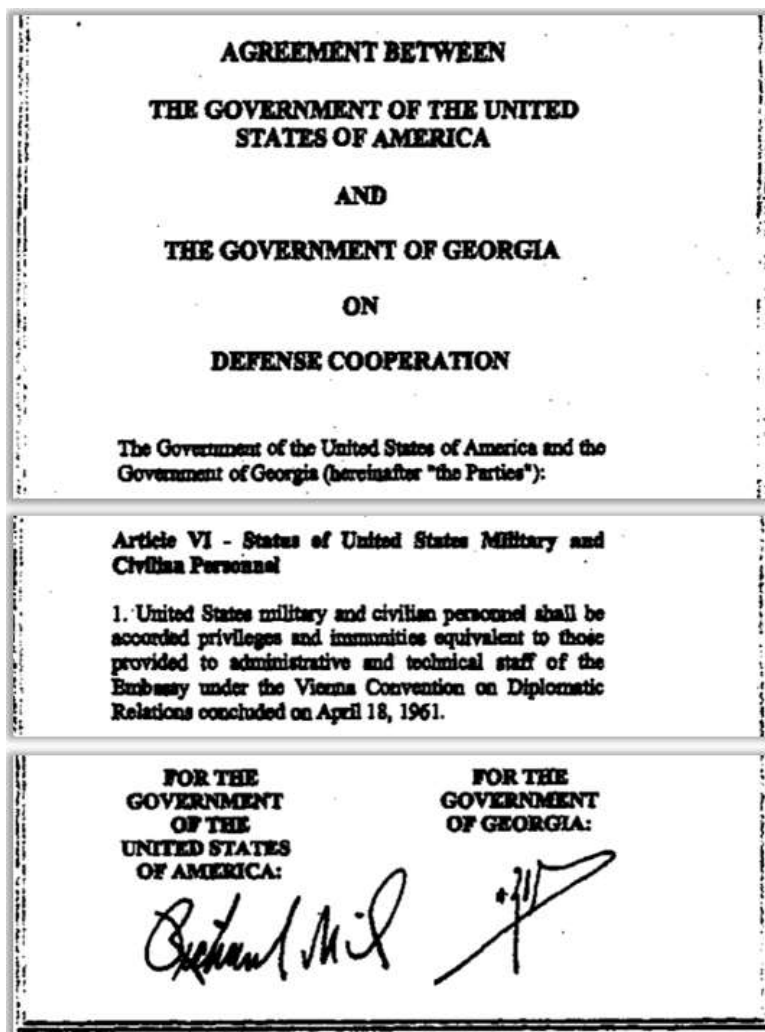 AGREEMENT BETWEEN
THE GOVERNMENT OF THE UNITED
STATES OF AMERICA
AND
THE GOVERNMENT OF GEORGIA
ON
DEFENSE COOPERATION
The Government of the United States of America and the
Government of Georgia (hereinafter "the Parties"):
Article VI - Status of United States Military and
Civilian Personnel
1. United States military and civilian personnel shall be
accorded privileges and immunities equivalent to those
provided to administrative and technical staff of the
Embassy under the Vienna Convention on Diplomatic
Relations concluded on April 18, 1961.
FOR THE
GOVERNMENT
OF THE
UNITED STATES
OF AMERICA:
FOR THE
GOVERNMENT
OF GEORGIA:
Richard